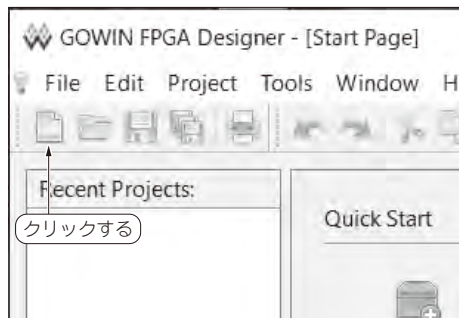 GOWIN FPGA Designer - [Start Page]
File Edit Project Tools Window H
Recent Projects:
クリックする
Quick Start